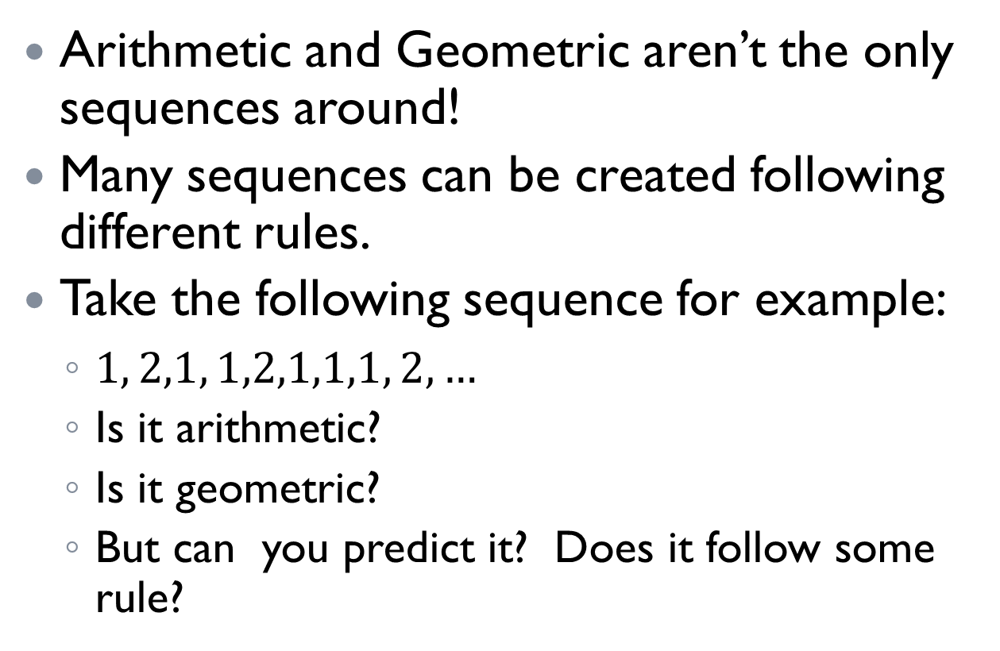 • Arithmetic and Geometric aren’t the only
sequences around!
• Many sequences can be created following
different rules.
• Take the following sequence for example:
◦ 1, 2,1, 1,2,1,1,1, 2, …
◦ Is it arithmetic?
◦ Is it geometric?
◦ But can  you predict it?  Does it follow some
rule?